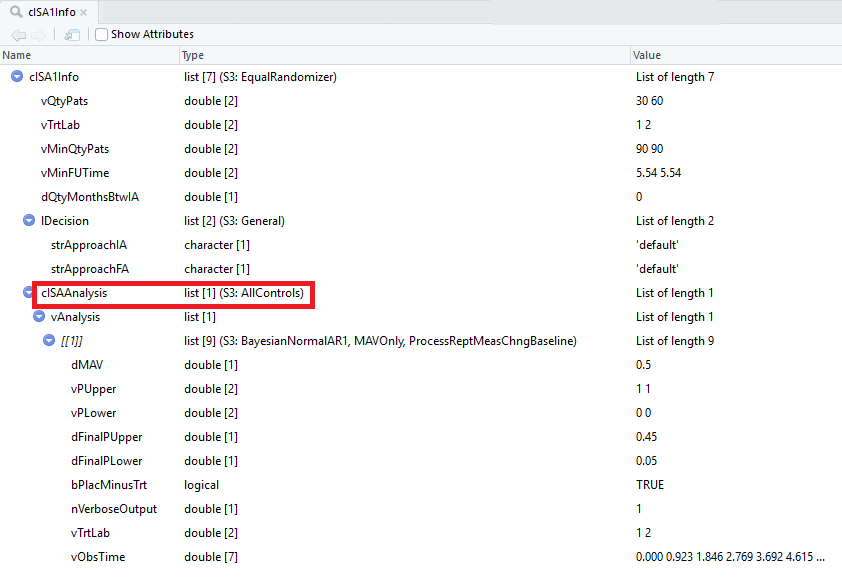 cISA1Info
Show Attributes
Name Type Value
cISA1Info list [7] (S3: EqualRandomizer) List of length 7
vQtyPats double [2] 30 60
vTrtLab double [2] 1 2
vMinQtyPats double [2] 90 90
vMinFUTime double [2] 5.54 5.54
dQtyMonthsBtwIA double [1] 0
lDecision list [2] (S3: General) List of length 2
strApproachIA character [1] 'default'
strApproachFA character [1] 'default'
cISAAnalysis list [1] (S3: AllControls) List of length 1
vAnalysis list [1] List of length 1
[[1]] list [9] (S3: BayesianNormalAR1, MAVOnly, ProcessReptMeasChngBaseline) List of length 9
dMAV double [1] 0.5
vPUpper double [2] 1 1
vPLower double [2] 0 0
dFinalPUpper double [1] 0.45
dFinalPLower double [1] 0.05
bPlacMinusTrt logical TRUE
nVerboseOutput double [1] 1
vTrtLab double [2] 1 2
vObsTime double [7] 0.000 0.923 1.846 2.769 3.692 4.615 ...